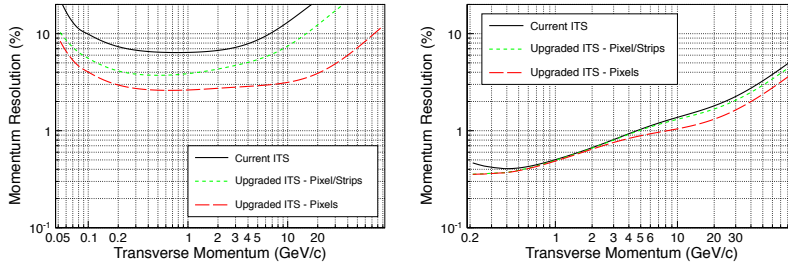 Momentum Resolution (%)
10
1
10-1
Current ITS
Upgraded ITS - Pixel/Strips
Upgraded ITS - Pixels
0.05 0.1 0.2 1 2 3 4 5 10 20
Transverse Momentum (GeV/c)
Momentum Resolution (%)
10
1
10-1
Current ITS
Upgraded ITS - Pixel/Strips
Upgraded ITS - Pixels
0.2 1 2 3 4 5 6 10 20 30
Transverse Momentum (GeV/c)